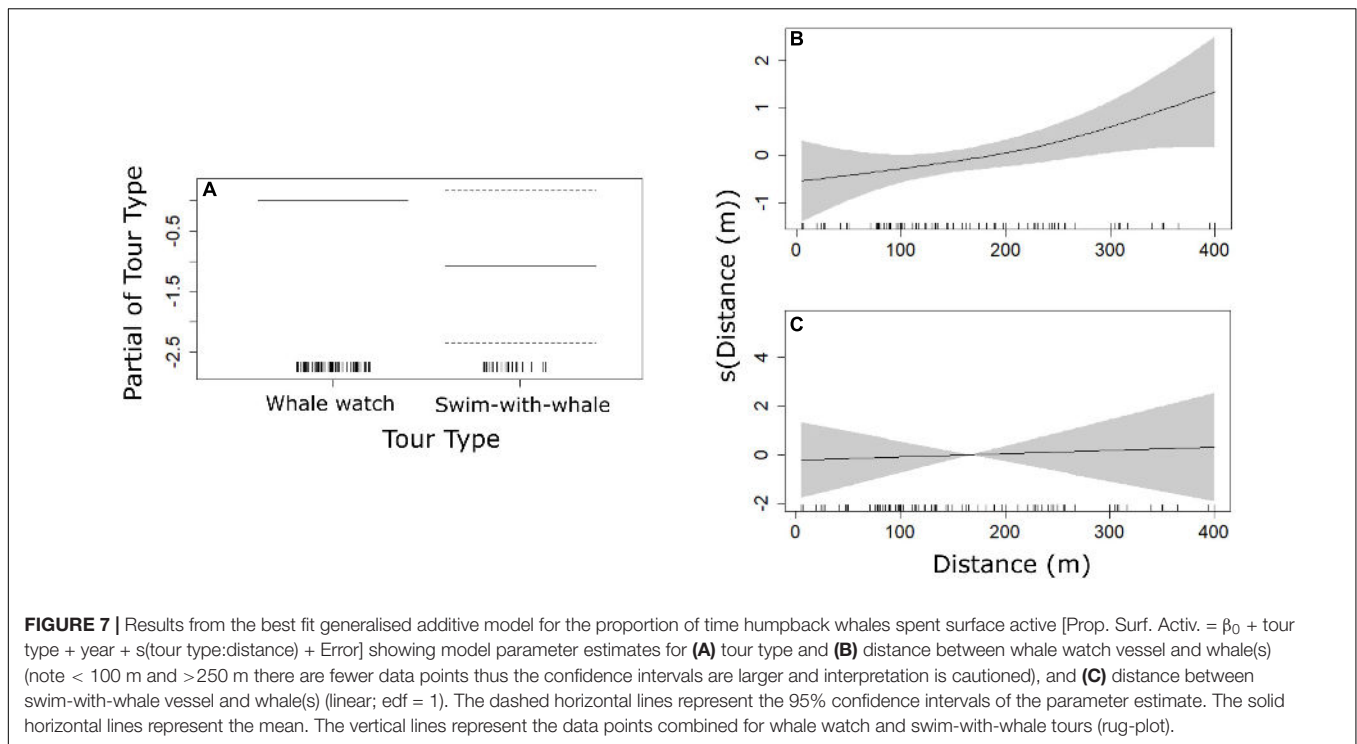 A
Partial of Tour Type
-0.5
-1.5
-2.5
Whale watch Swim-with-whale
Tour Type
B
s(Distance (m))
2
1
0
-1
0 100 200 300 400
C
4
2
0
-2
0 100 200 300 400
Distance (m)
FIGURE 7 | Results from the best fit generalised additive model for the proportion of time humpback whales spent surface active [Prop. Surf. Activ. = β0 + tour
type + year + s(tour type:distance) + Error] showing model parameter estimates for (A) tour type and (B) distance between whale watch vessel and whale(s)
(note < 100 m and >250 m there are fewer data points thus the confidence intervals are larger and interpretation is cautioned), and (C) distance between
swim-with-whale vessel and whale(s) (linear; edf = 1). The dashed horizontal lines represent the 95% confidence intervals of the parameter estimate. The solid
horizontal lines represent the mean. The vertical lines represent the data points combined for whale watch and swim-with-whale tours (rug-plot).